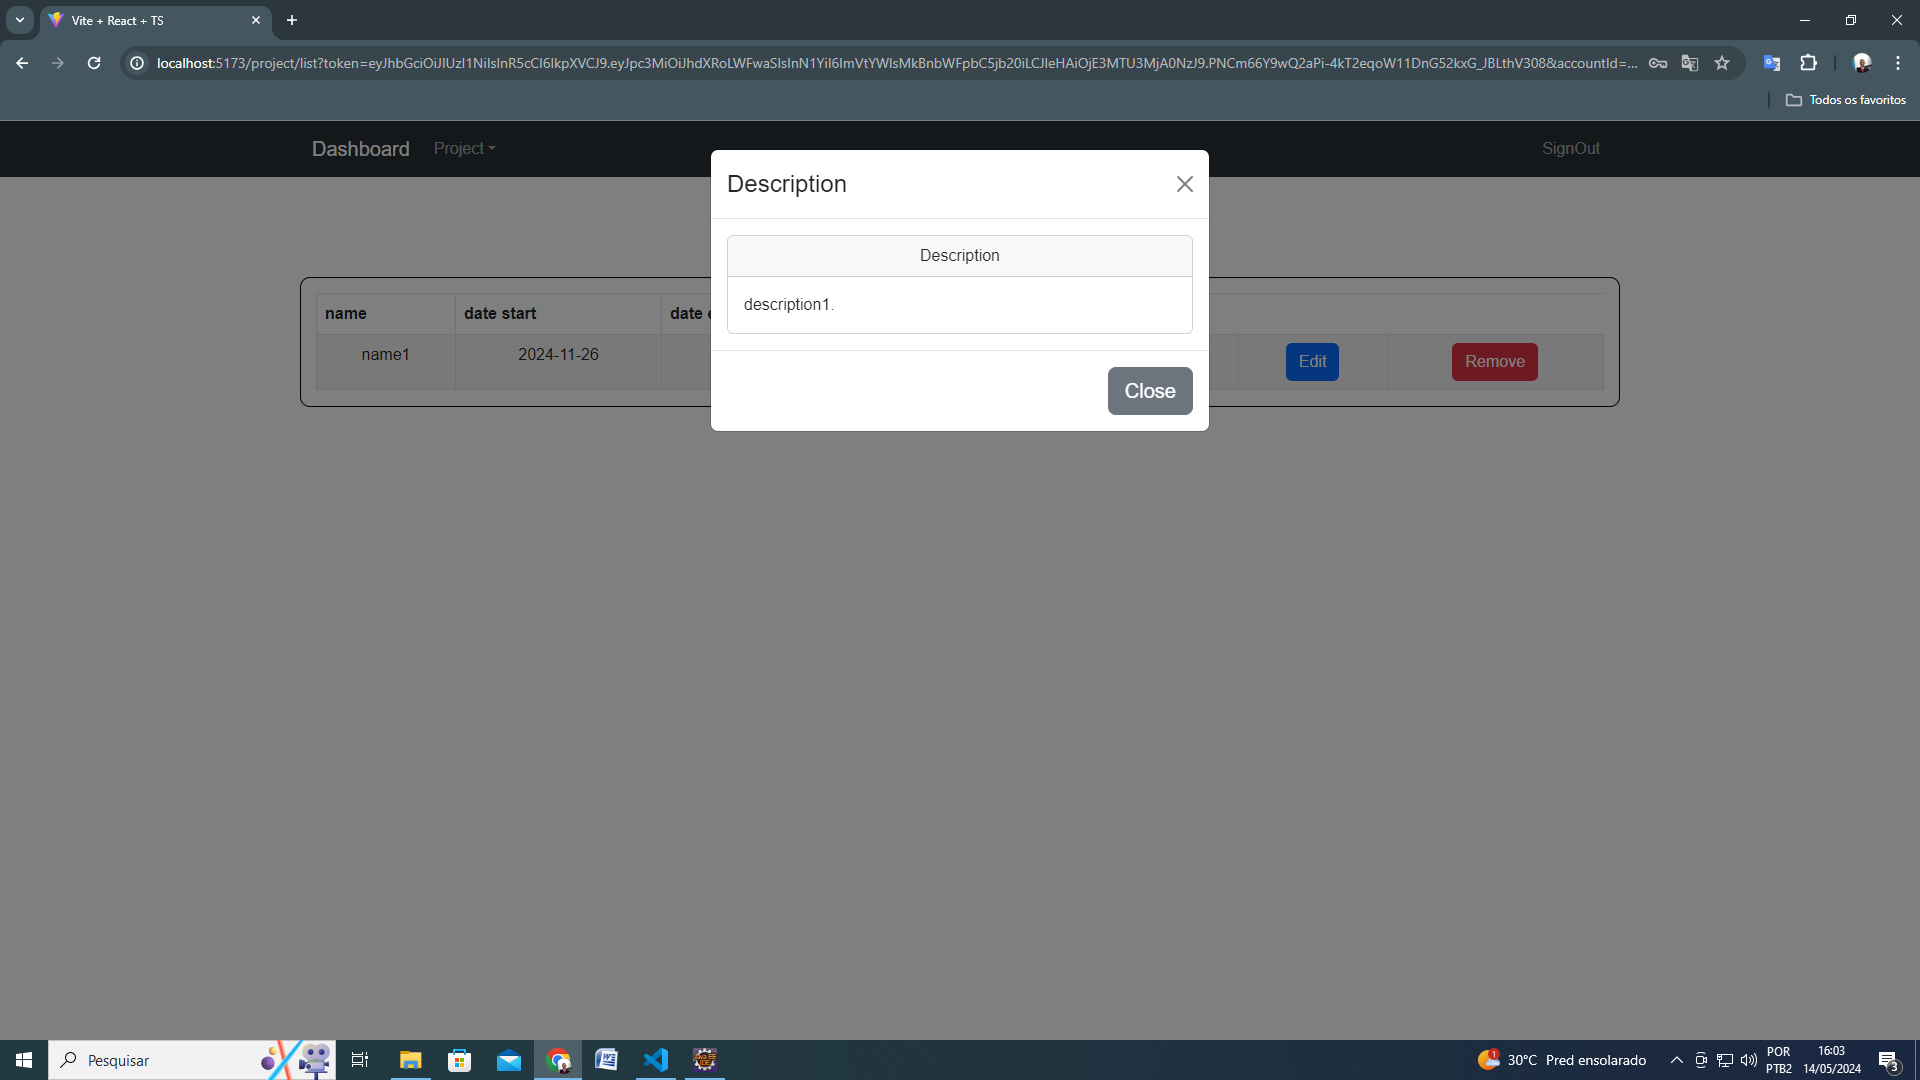 Vite + React + TS
localhost:5173/project/list?token=eyJhbGciOiJIUzI1NiIsInR5cCI6IkpXVCJ9.eyJpc3MiOiJhdXRoLWFwaSIsInN1YiI6ImVtYWlsMkBnbWFpbC5jb20iLCJleHAiOjE3MTU3MjA0NzJ9.PNCm66Y9wQ2aPi-4kT2eqoW11DnG52kxG_JBLthV308&accountId=...
Todos os favoritos
Dashboard Project SignOut
Description
Description
description1.
Close
name date start date e
name1 2024-11-26 Edit Remove
Pesquisar
1 30°C Pred ensolarado
POR
PTB2
16:03
14/05/2024
3